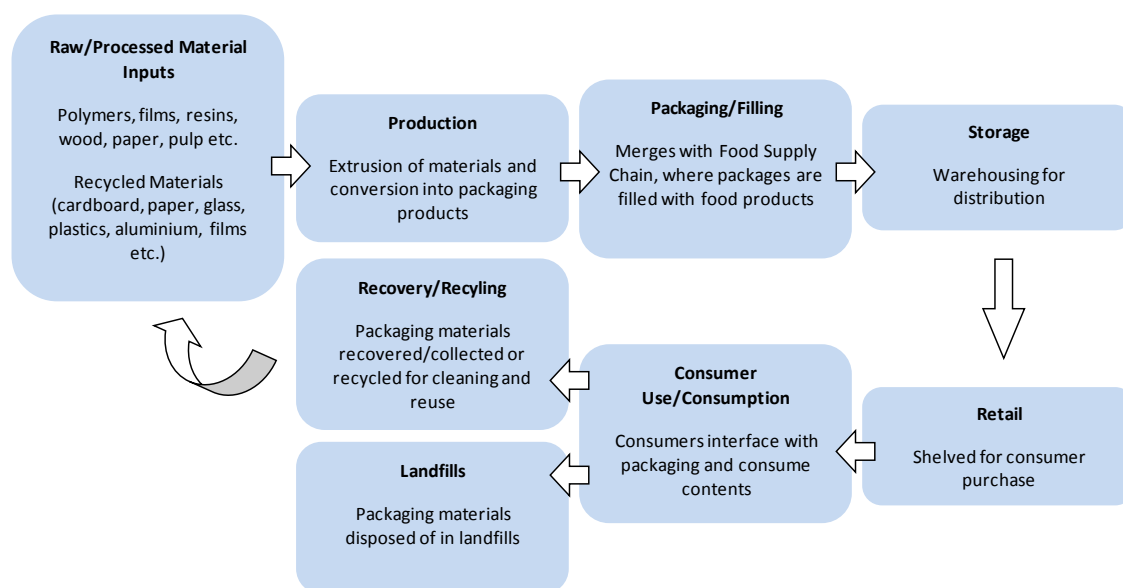 Raw/Processed Material
Inputs
Polymers, films, resins,
wood, paper, pulp etc.
Recycled Materials
(cardboard, paper, glass,
plastics, aluminium, films
etc.)
Production
Extrusion of materials and
conversion into packaging
products
Packaging/Filling
Merges with Food Supply
Chain, where packages are
filled with food products
Storage
Warehousing for
distribution
Retail
Shelved for consumer
purchase
Consumer
Use/Consumption
Consumers interface with
packaging and consume
contents
Recovery/Recyling
Packaging materials
recovered/collected or
recycled for cleaning and
reuse
Landfills
Packaging materials
disposed of in landfills